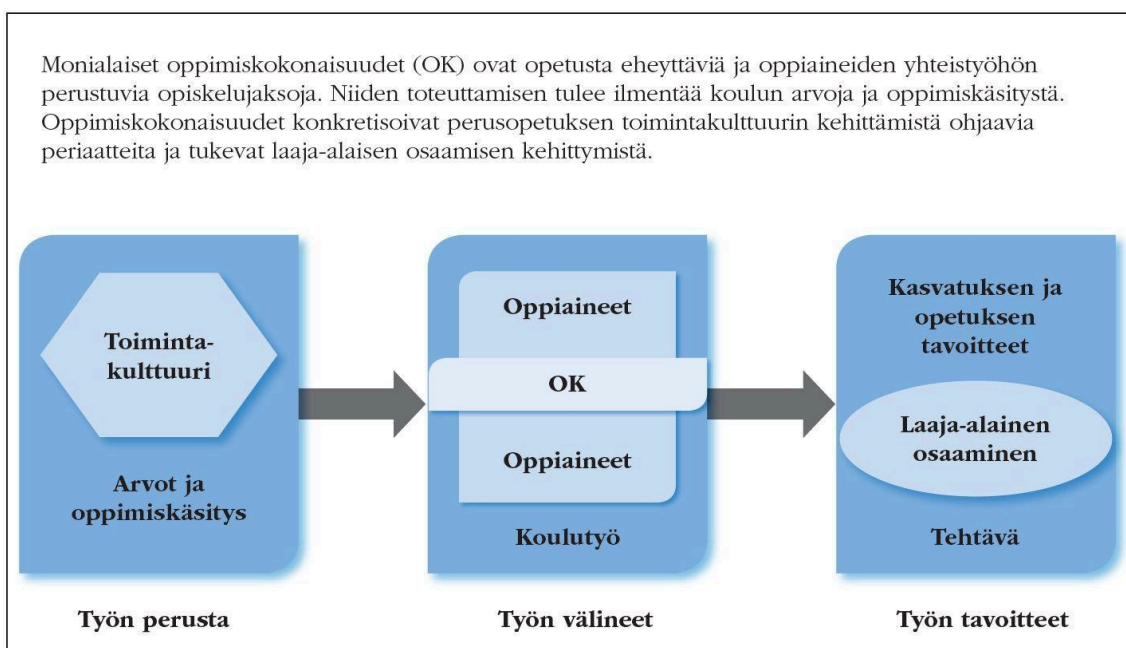 Monialaiset oppimiskokonaisuudet (OK) ovat opetusta eheyttäviä ja oppiaineiden yhteistyöhön
perustuvia opiskelujaksoja. Niiden toteuttamisen tulee ilmentää koulun arvoja ja oppimiskäsitystä.
Oppimiskokonaisuudet konkretisoivat perusopetuksen toimintakulttuurin kehittämistä ohjaavia
periaatteita ja tukevat laaja-alaisen osaamisen kehittymistä.
Toiminta-
kulttuuri
Arvot ja
oppimiskäsitys
Työn perusta
Oppiaineet
OK
Oppiaineet
Koulutyö
Työn välineet
Kasvatuksen ja
opetuksen
tavoitteet
Laaja-alainen
osaaminen
Tehtävä
Työn tavoitteet